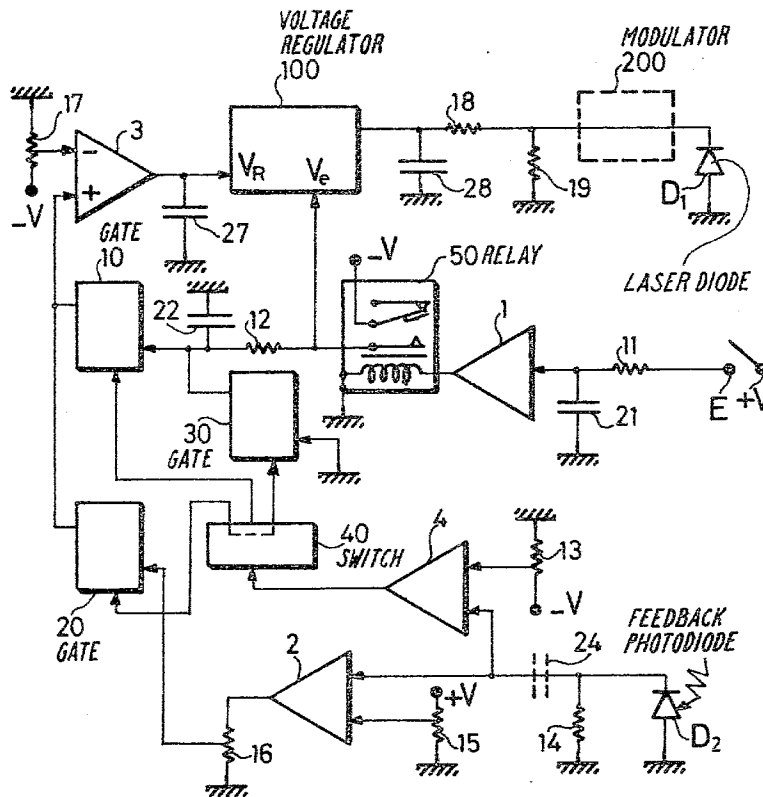 VOLTAGE
REGULATOR
100
MODULATOR
200
17
3
18
-
+
V_R
V_e
-V
27
28
19
D₁
GATE
10
-V
50 RELAY
LASER DIODE
22
12
1
11
E
+V
21
30
GATE
40
SWITCH
4
13
-V
20
GATE
2
+V
24
FEEDBACK
PHOTODIODE
16
15
14
D₂